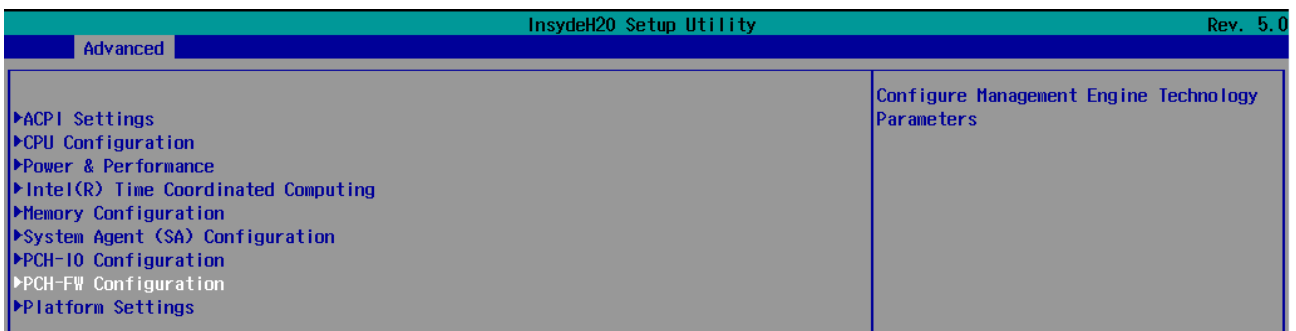 InsydeH20 Setup Utility Rev. 5.0
Advanced
Configure Management Engine Technology
Parameters
▶ACPI Settings
▶CPU Configuration
▶Power & Performance
▶Intel(R) Time Coordinated Computing
▶Memory Configuration
▶System Agent (SA) Configuration
▶PCH-IO Configuration
▶PCH-FW Configuration
▶Platform Settings